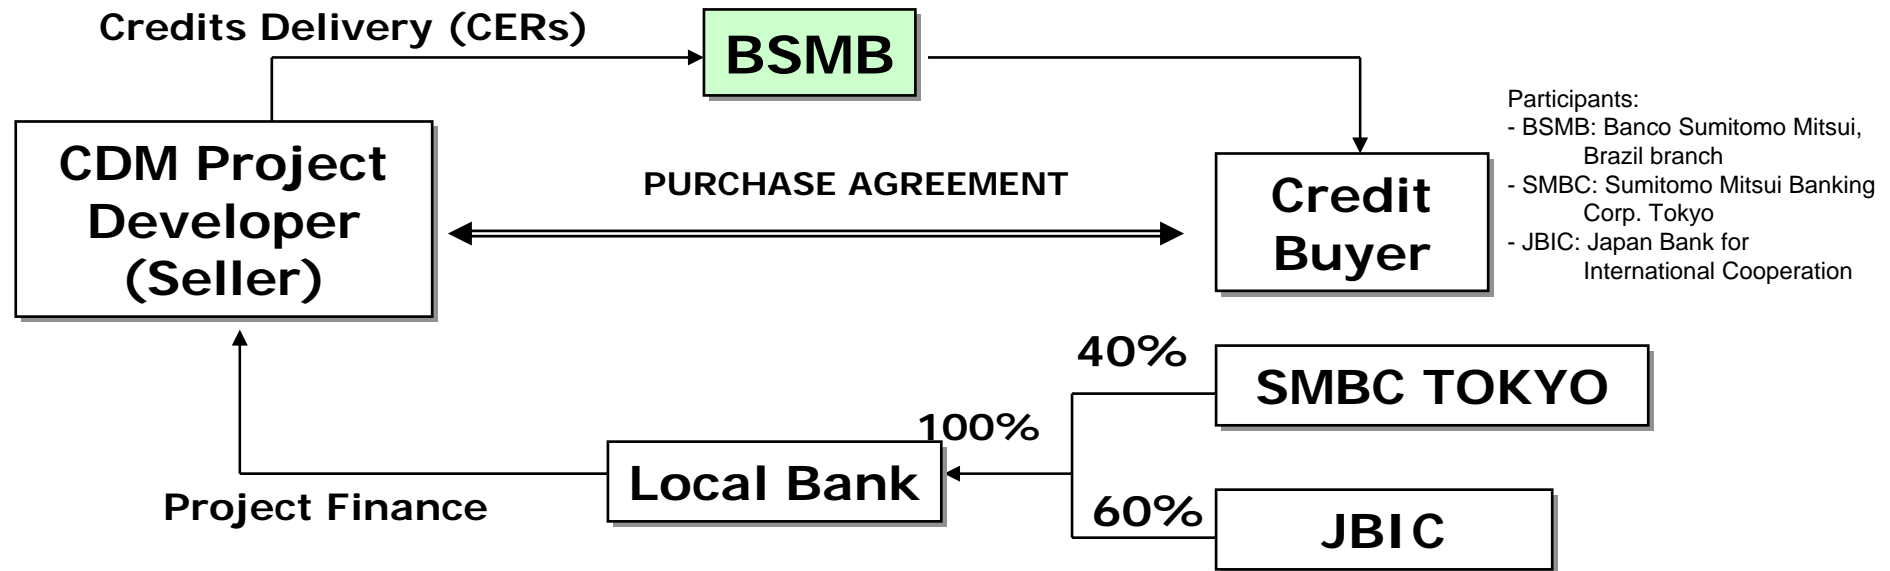 Credits Delivery (CERs)
BSMB
CDM Project
Developer
(Seller)
PURCHASE AGREEMENT
Credit
Buyer
Participants:
- BSMB: Banco Sumitomo Mitsui,
Brazil branch
- SMBC: Sumitomo Mitsui Banking
Corp. Tokyo
- JBIC: Japan Bank for
International Cooperation
40%
SMBC TOKYO
100%
Local Bank
Project Finance
60%
JBIC